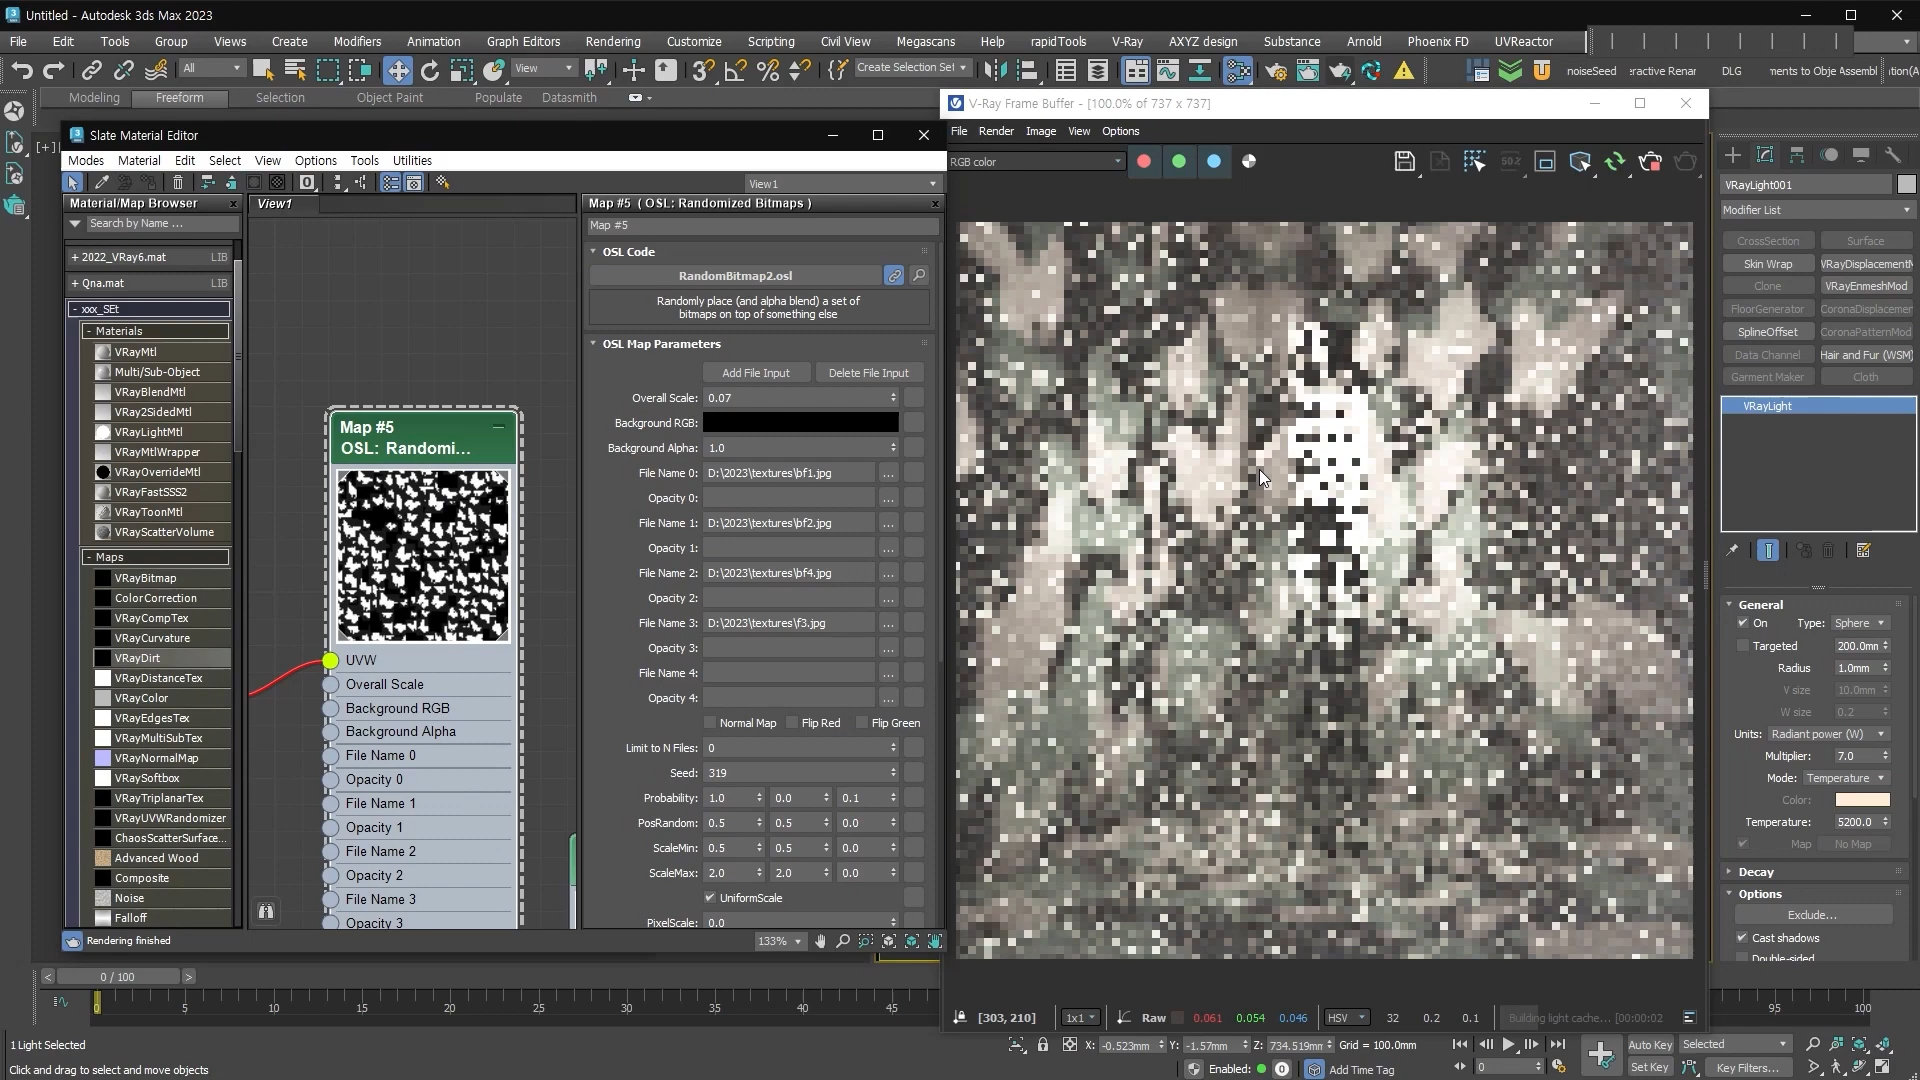 Untitled - Autodesk 3ds Max 2023
File Edit Tools Group Views Create Modifiers Animation Graph Editors Rendering Customize Scripting Civil View Megascans Help rapidTools V-Ray AXYZ design Substance Arnold Phoenix FD UVReactor
All View Create Selection Set noiseSeed DLG
Modeling Freeform Selection Object Paint Populate Datasmith
V-Ray Frame Buffer - [100.0% of 737 x 737]
File Render Image View Options
RGB color
Slate Material Editor
Modes Material Edit Select View Options Tools Utilities
View1
Material/Map Browser
Search by Name ...
+ 2022_VRay6.mat LIB
+ Qna.mat LIB
- xxx_SEt
- Materials
VRayMtl
Multi/Sub-Object
VRayBlendMtl
VRay2SidedMtl
VRayLightMtl
VRayMtlWrapper
VRayOverrideMtl
VRayFastSSS2
VRayToonMtl
VRayScatterVolume
- Maps
VRayBitmap
ColorCorrection
VRayCompTex
VRayCurvature
VRayDirt
VRayDistanceTex
VRayColor
VRayEdgesTex
VRayMultiSubTex
VRayNormalMap
VRaySoftbox
VRayTriplanarTex
VRayUVWRandomizer
ChaosScatterSurface...
Advanced Wood
Composite
Noise
Falloff
View1
Map #5
OSL: Randomi...
UVW
Overall Scale
Background RGB
Background Alpha
File Name 0
Opacity 0
File Name 1
Opacity 1
File Name 2
Opacity 2
File Name 3
Opacity 3
Map #5 ( OSL: Randomized Bitmaps )
Map #5
OSL Code
RandomBitmap2.osl
Randomly place (and alpha blend) a set of
bitmaps on top of something else
OSL Map Parameters
Add File Input Delete File Input
Overall Scale: 0.07
Background RGB:
Background Alpha: 1.0
File Name 0: D:\2023\textures\bf1.jpg ...
Opacity 0: ...
File Name 1: D:\2023\textures\bf2.jpg ...
Opacity 1: ...
File Name 2: D:\2023\textures\bf4.jpg ...
Opacity 2: ...
File Name 3: D:\2023\textures\f3.jpg ...
Opacity 3: ...
File Name 4: ...
Opacity 4: ...
Normal Map Flip Red Flip Green
Limit to N Files: 0
Seed: 319
Probability: 1.0 0.0 0.1
PosRandom: 0.5 0.5 0.0
ScaleMin: 0.5 0.5 0.0
ScaleMax: 2.0 2.0 0.0
UniformScale
PixelScale: 0.0
Rendering finished
133%
VRayLight001
Modifier List
CrossSection Surface
Skin Wrap
Clone VRayEnmeshMod
FloorGenerator
SplineOffset CoronaPatternMod
Data Channel Hair and Fur (WSM)
Garment Maker Cloth
VRayLight
General
On Type: Sphere
Targeted 200.0mm
Radius 1.0mm
V size 10.0mm
W size 0.2
Units: Radiant power (W)
Multiplier: 7.0
Mode: Temperature
Color:
Temperature: 5200.0
Map No Map
Decay
Options
Exclude...
Cast shadows
Double-sided
[303, 210] 1x1 Raw 0.061 0.054 0.046 HSV 32 0.2 0.1 Building light cache... [00:00:02
0 / 100
0 5 10 15 20 25 30 35 40 45 95 100
1 Light Selected
Click and drag to select and move objects
X: -0.523mm Y: -1.57mm Z: 734.519mm Grid = 100.0mm
Enabled: 0 Add Time Tag
0
Auto Key Selected
Set Key Key Filters...